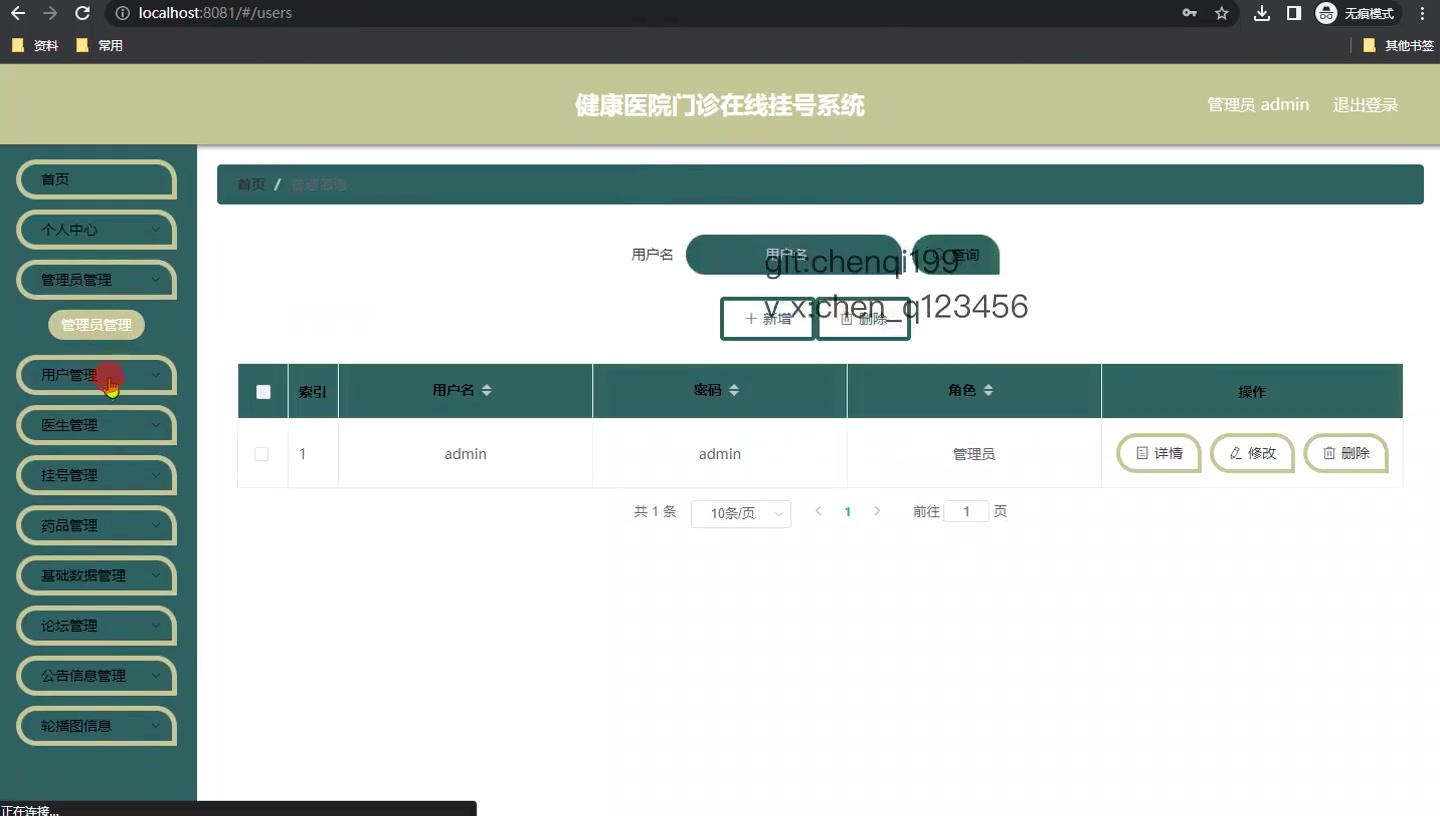 localhost:8081/#/users
无痕模式
资料
常用
其他书签
健康医院门诊在线挂号系统
管理员 admin
退出登录
首页
个人中心
管理员管理
管理员管理
用户管理
医生管理
挂号管理
药品管理
基础数据管理
论坛管理
公告信息管理
轮播图信息
首页 /
用户名
用户名
查询
git:chenqi199
v_x:chen_q123456
新增
删除
索引 用户名 密码 角色 操作
1 admin admin 管理员 详情 修改 删除
共 1 条 10条/页 1 前往 1 页
正在连接...